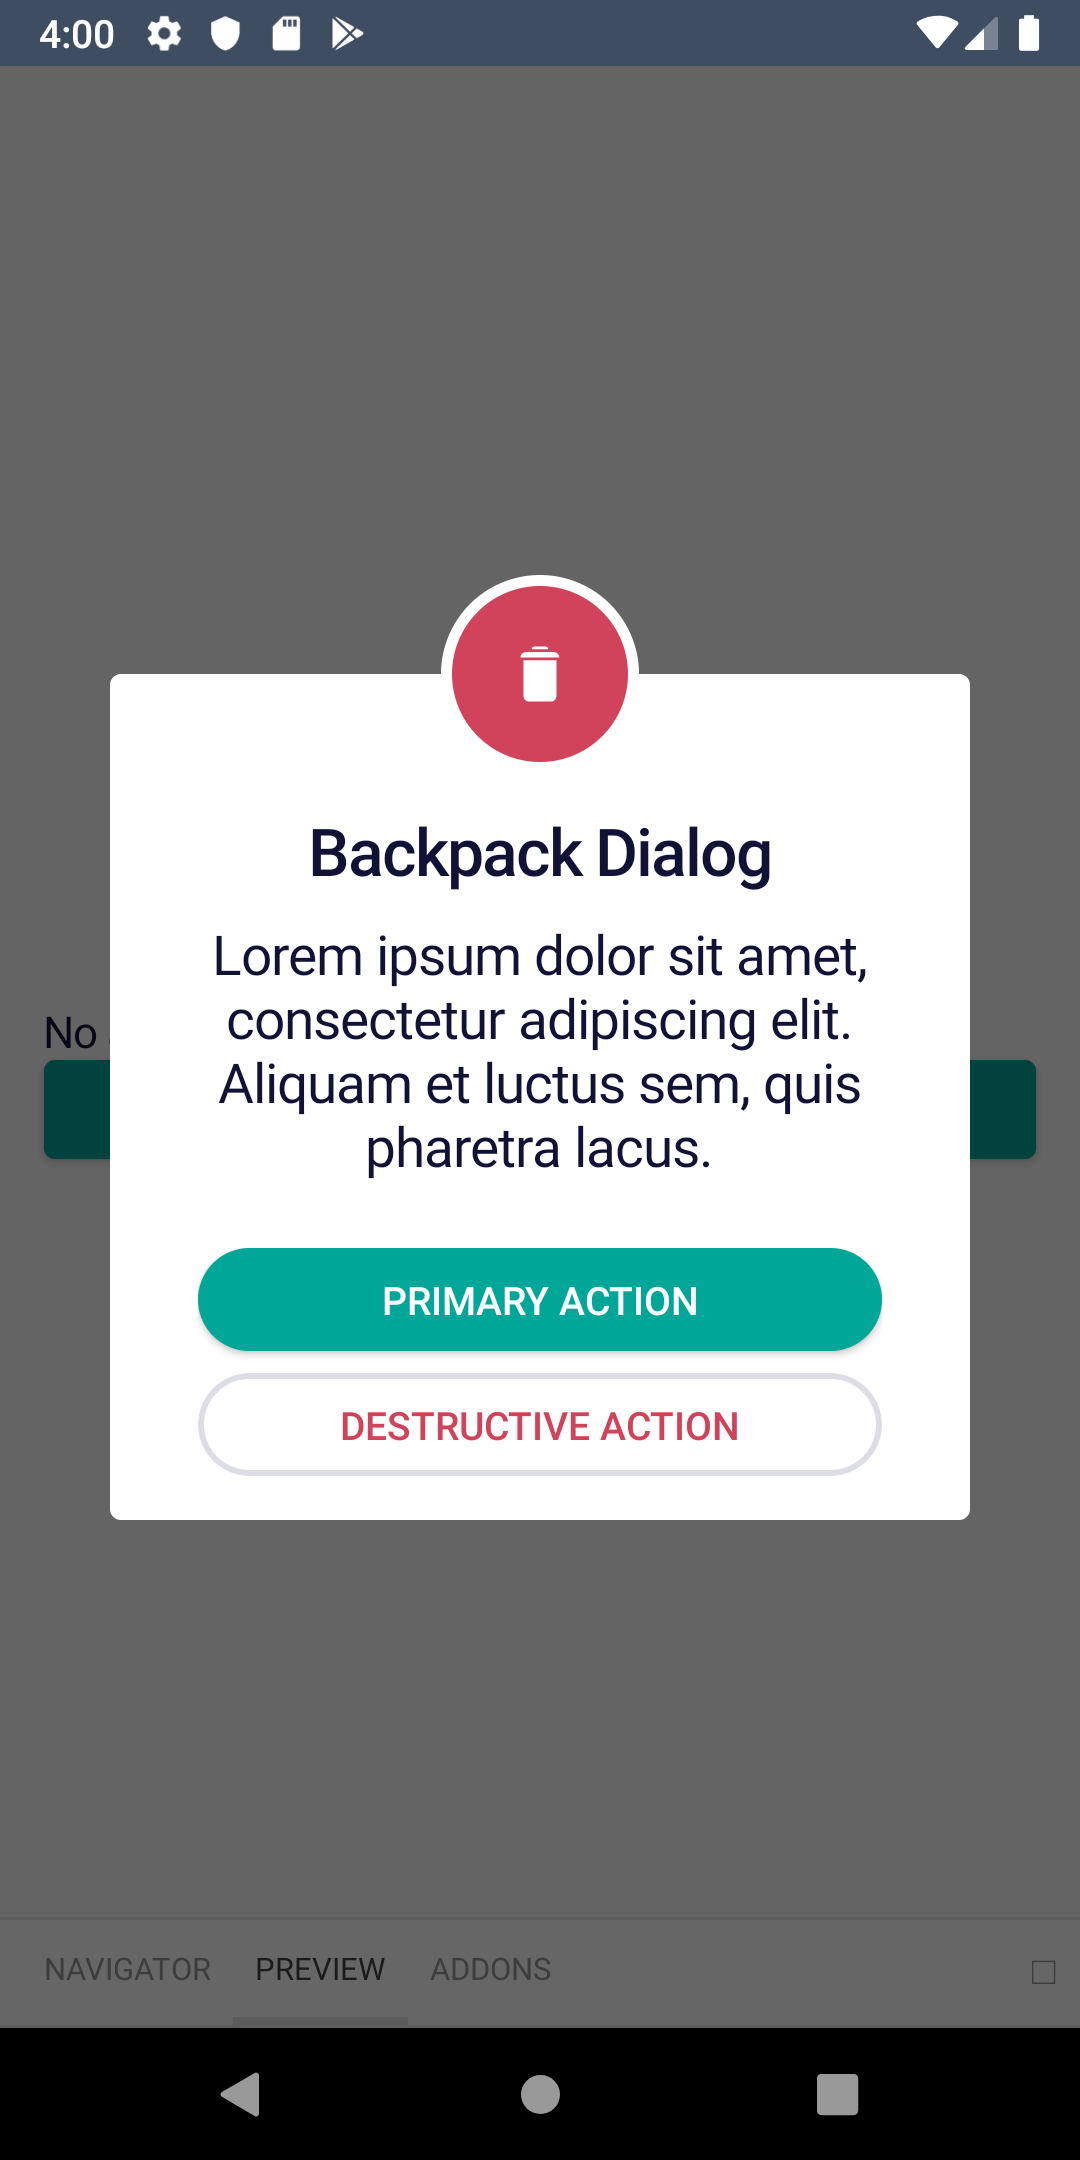 4:00
Backpack Dialog
Lorem ipsum dolor sit amet,
consectetur adipiscing elit.
Aliquam et luctus sem, quis
pharetra lacus.
No
PRIMARY ACTION
DESTRUCTIVE ACTION
NAVIGATOR PREVIEW ADDONS